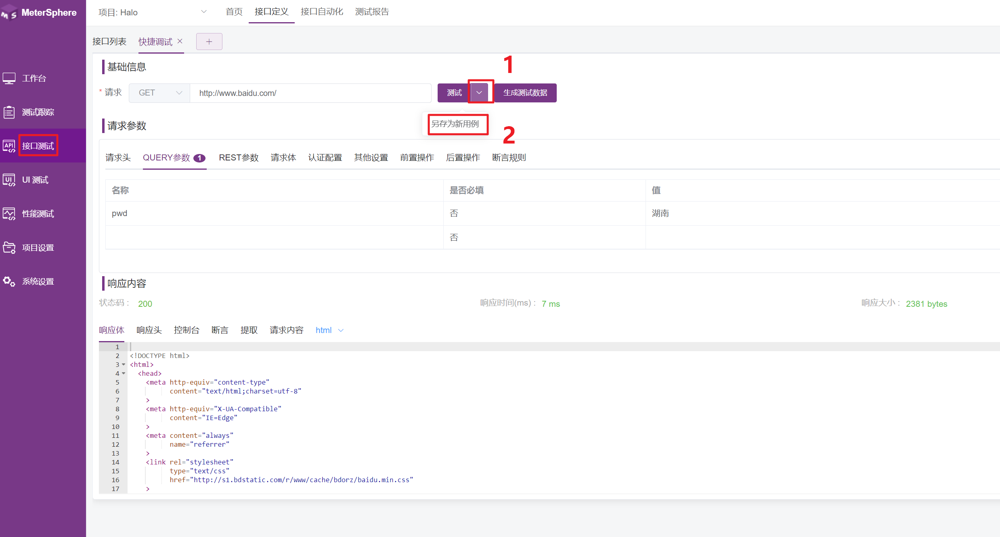 MeterSphere
项目: Halo
首页 接口定义 接口自动化 测试报告
接口列表 快捷调试 × +
工作台
测试跟踪
API 接口测试
UI UI 测试
性能测试
项目设置
系统设置
基础信息
1
* 请求 GET http://www.baidu.com/ 测试 生成测试数据
另存为新用例
2
请求参数
请求头 QUERY参数 1 REST参数 请求体 认证配置 其他设置 前置操作 后置操作 断言规则
名称 是否必填 值
pwd 否 湖南
否
响应内容
状态码 : 200 响应时间(ms) : 7 ms 响应大小 : 2381 bytes
响应体 响应头 控制台 断言 提取 请求内容 html
1
2 <!DOCTYPE html>
3 <html>
4 <head>
5 <meta http-equiv="content-type"
6 content="text/html;charset=utf-8"
7 >
8 <meta http-equiv="X-UA-Compatible"
9 content="IE=Edge"
10 >
11 <meta content="always"
12 name="referrer"
13 >
14 <link rel="stylesheet"
15 type="text/css"
16 href="http://s1.bdstatic.com/r/www/cache/bdorz/baidu.min.css"
17 >